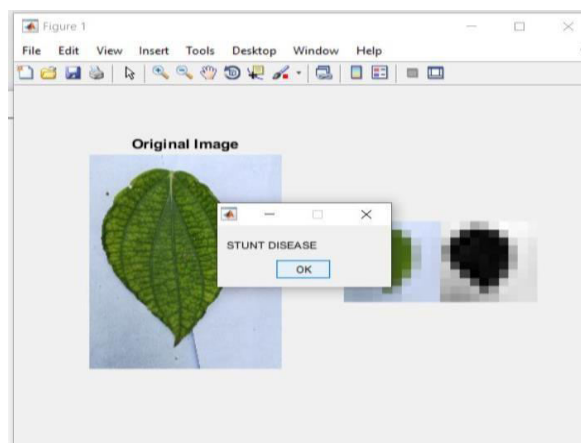 Figure 1
File Edit View Insert Tools Desktop Window Help
Original Image
STUNT DISEASE
OK